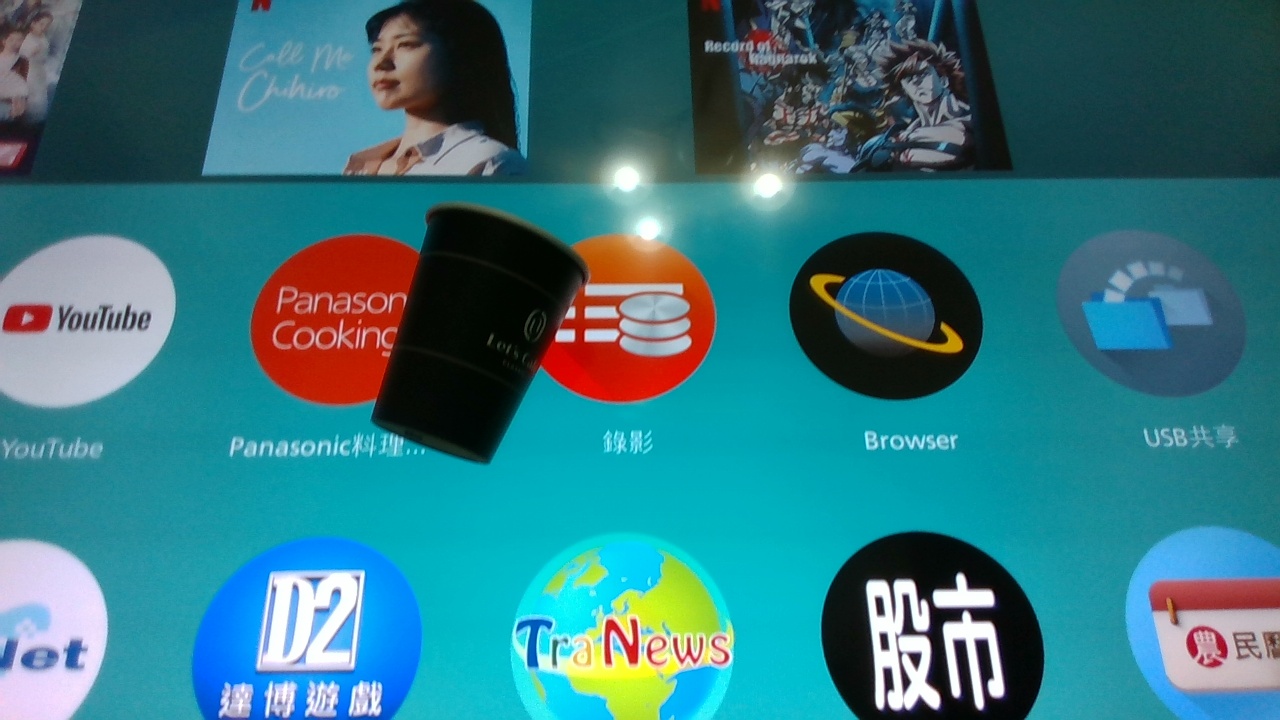 Call Me
Chihiro
Record of
Ragnarok
YouTube
Panason
Cooking
Let's
YouTube
Panasonic料理...
錄影
Browser
USB共享
D2
達博遊戲
TraNews
股市
農民